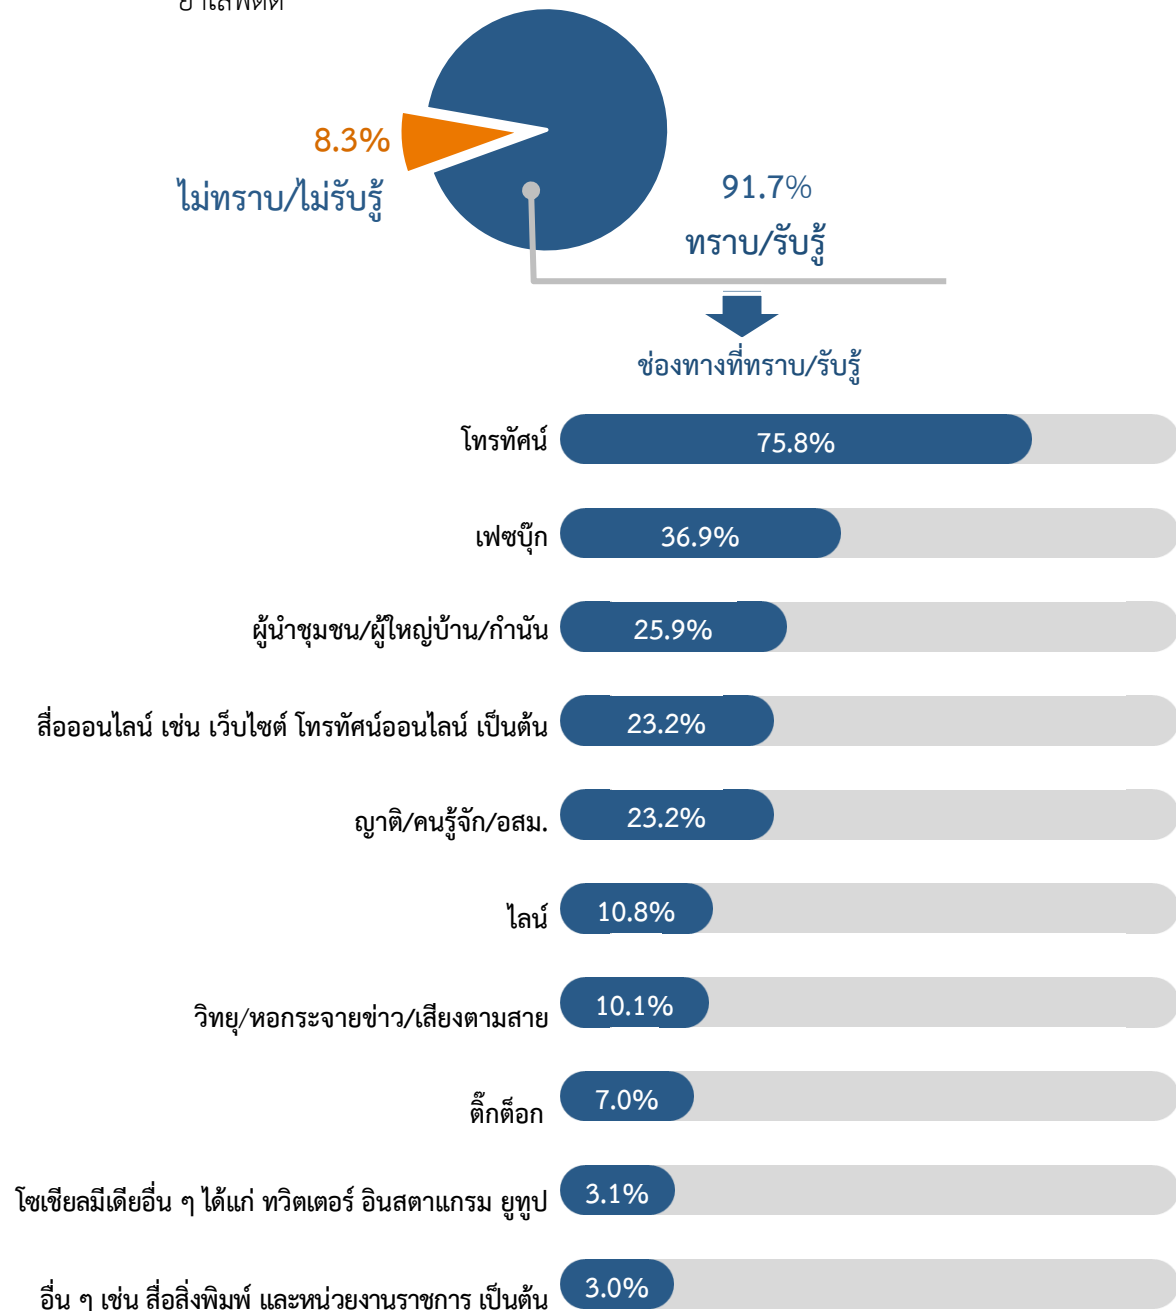 ยาเสพติด
8.3%
ไม่ทราบ/ไม่รับรู้
91.7%
ทราบ/รับรู้
ช่องทางที่ทราบ/รับรู้
โทรทัศน์ 75.8%
เฟซบุ๊ก 36.9%
ผู้นำชุมชน/ผู้ใหญ่บ้าน/กำนัน 25.9%
สื่อออนไลน์ เช่น เว็บไซต์ โทรทัศน์ออนไลน์ เป็นต้น 23.2%
ญาติ/คนรู้จัก/อสม. 23.2%
ไลน์ 10.8%
วิทยุ/หอกระจายข่าว/เสียงตามสาย 10.1%
ติ๊กต็อก 7.0%
โซเชียลมีเดียอื่น ๆ ได้แก่ ทวิตเตอร์ อินสตาแกรม ยูทูป 3.1%
อื่น ๆ เช่น สื่อสิ่งพิมพ์ และหน่วยงานราชการ เป็นต้น 3.0%